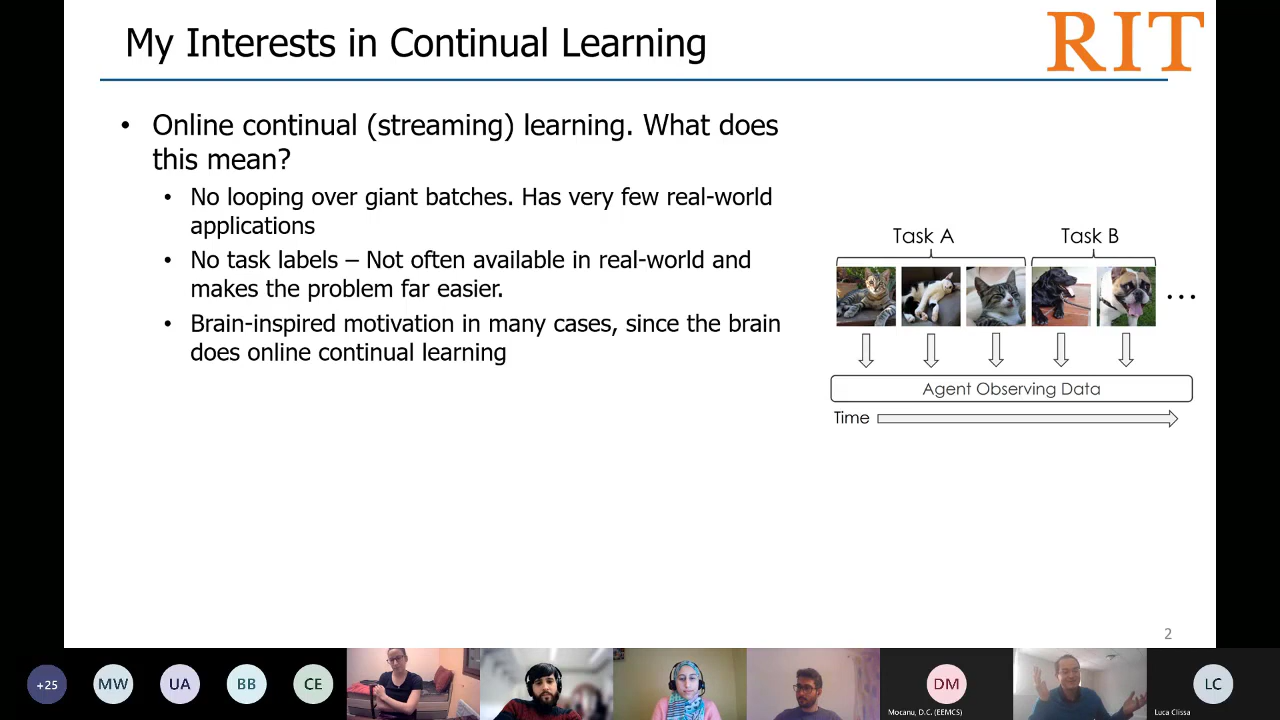 My Interests in Continual Learning
RIT
• Online continual (streaming) learning. What does
this mean?
• No looping over giant batches. Has very few real-world
applications
• No task labels – Not often available in real-world and
makes the problem far easier.
• Brain-inspired motivation in many cases, since the brain
does online continual learning
Task A
Task B
...
Agent Observing Data
Time
2
+25
MW
UA
BB
CE
DM
Mocanu, D.C. (EEMCS)
LC
Luca Clissa